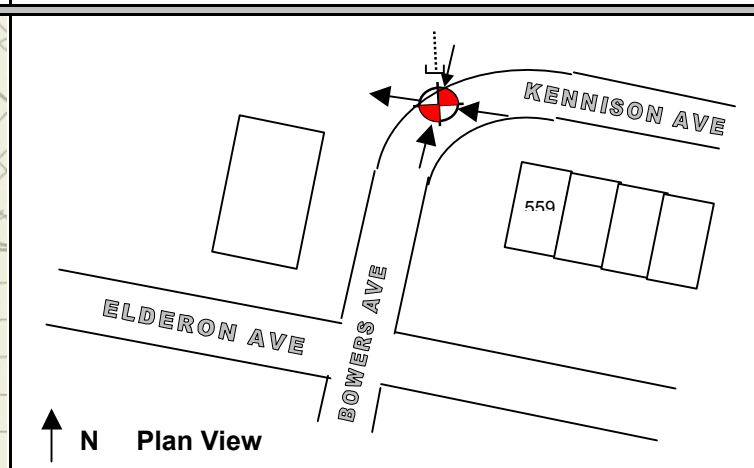 KENNISON AVE
559
ELDERON AVE
BOWERS AVE
N Plan View